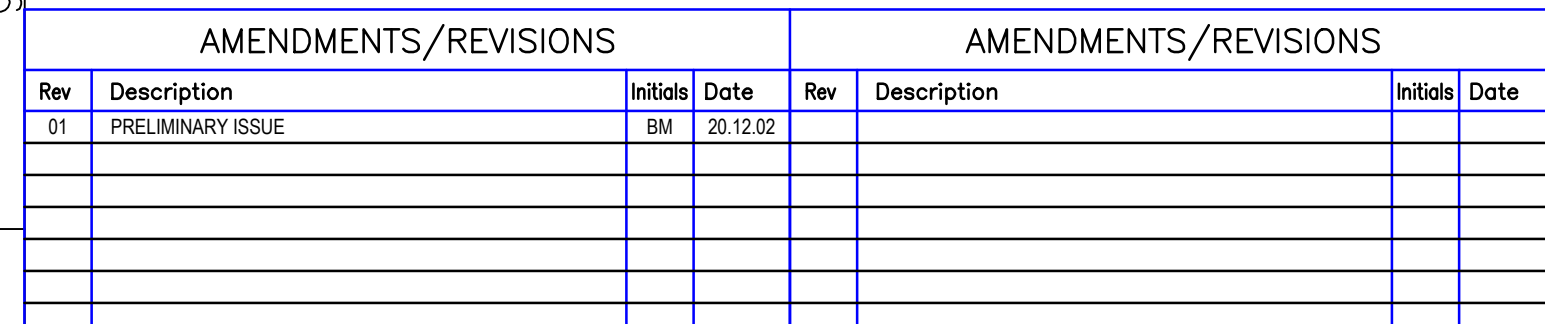 AMENDMENTS/REVISIONS AMENDMENTS/REVISIONS
Rev Description Initials Date Rev Description Initials Date
01 PRELIMINARY ISSUE BM 20.12.02